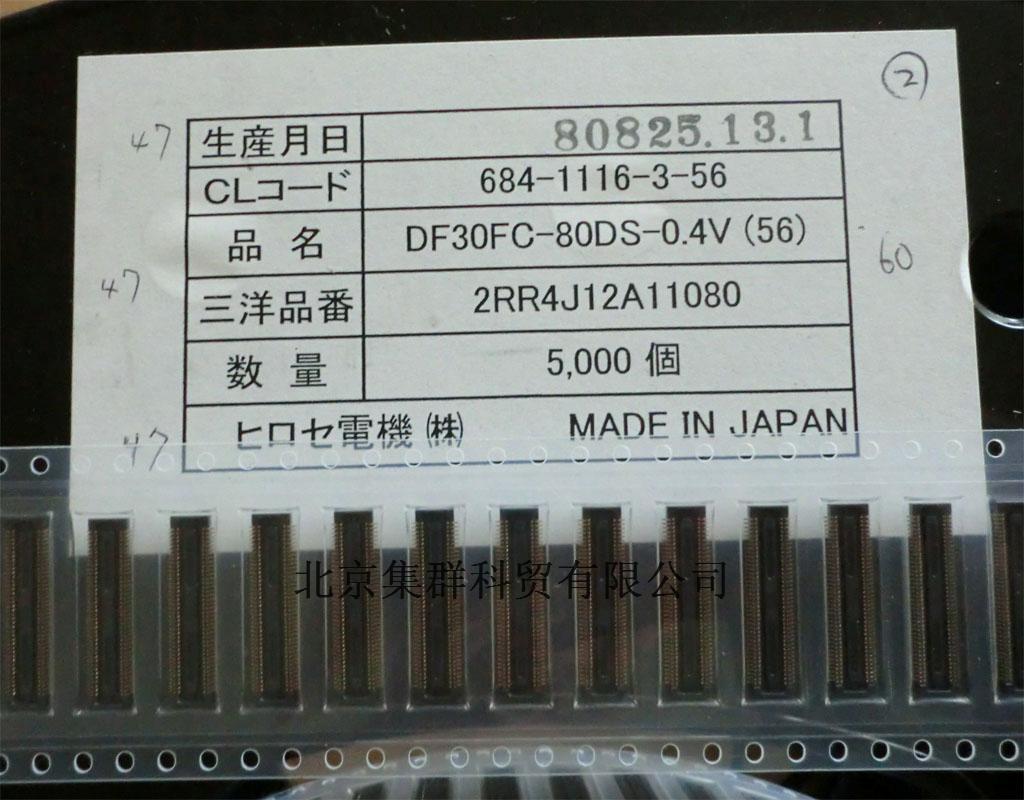 ②
47 生産月日 80825.13.1
CLコード 684-1116-3-56
品 名 DF30FC-80DS-0.4V (56)
60
47 三洋品番 2RR4J12A11080
数 量 5,000 個
47 ヒロセ電機 ㈱ MADE IN JAPAN
北京集群科贸有限公司